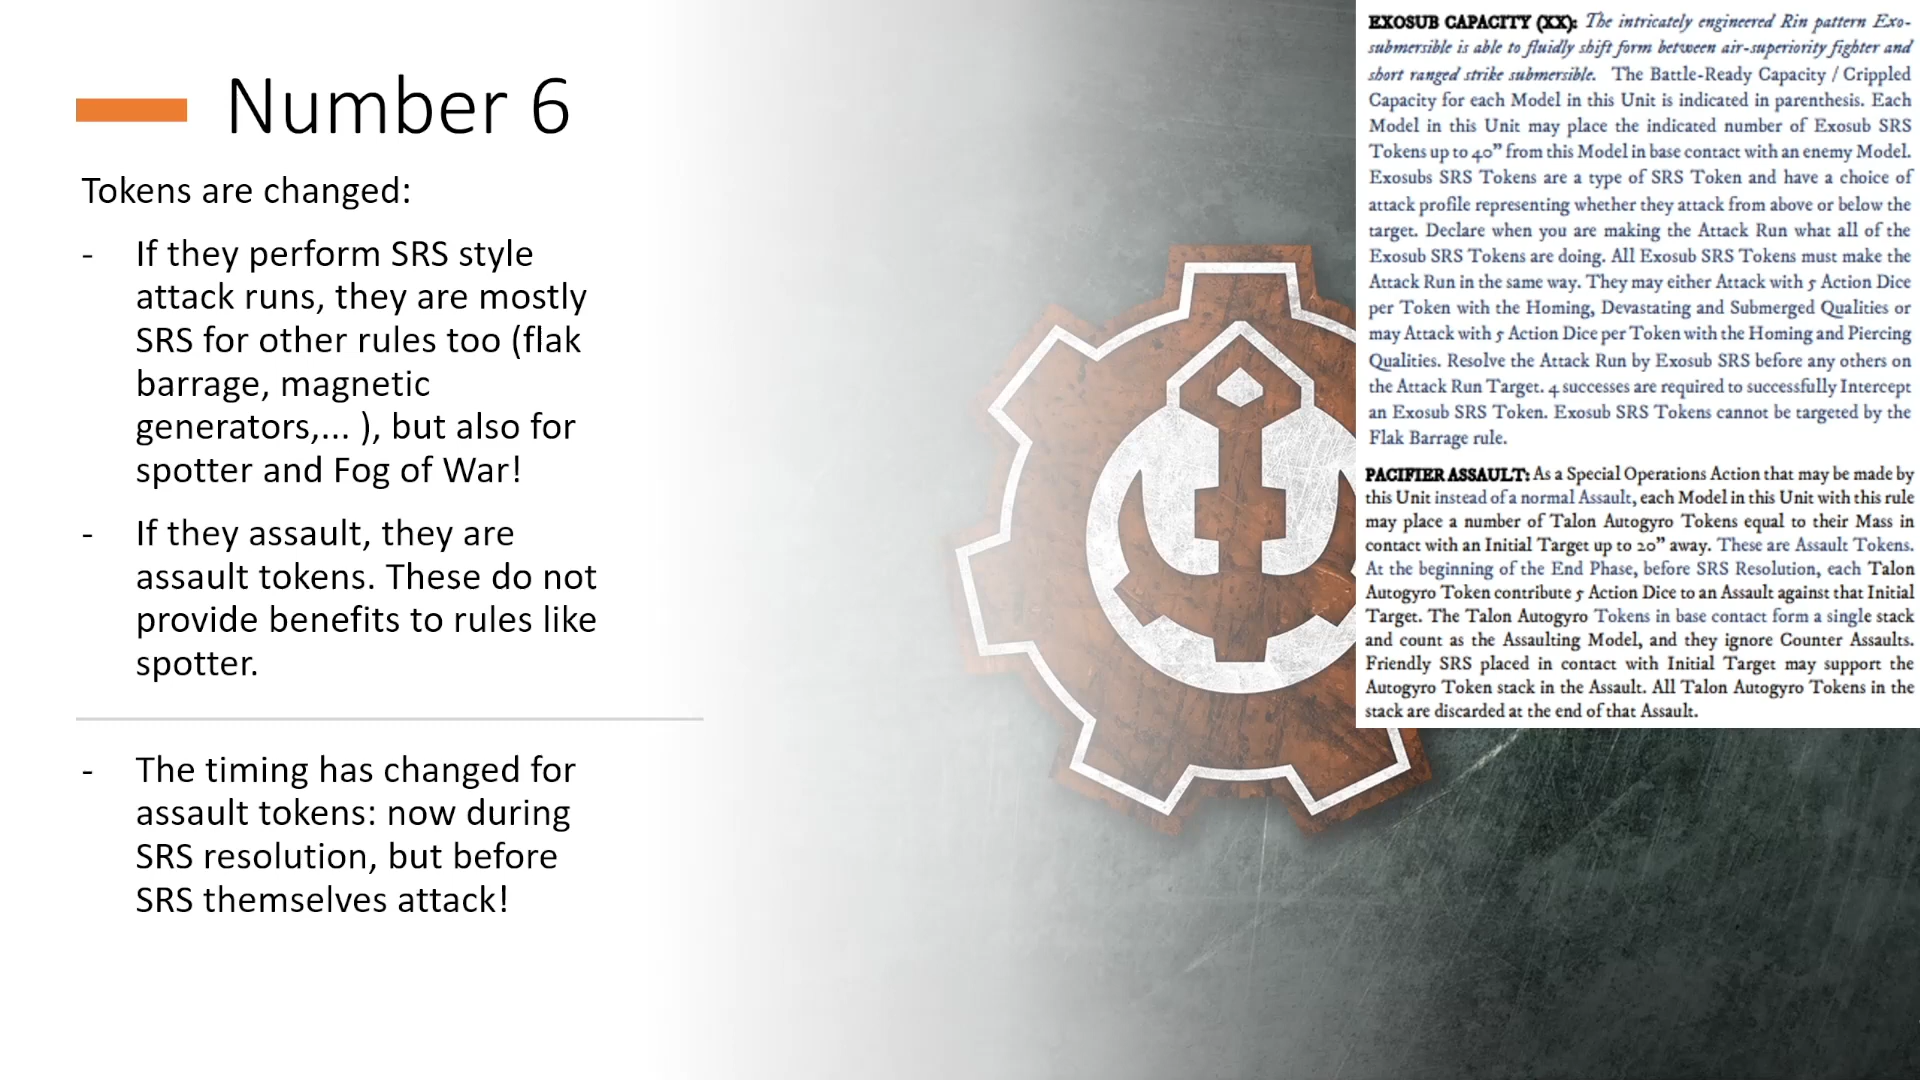 Number 6
Tokens are changed:
- If they perform SRS style
attack runs, they are mostly
SRS for other rules too (flak
barrage, magnetic
generators,... ), but also for
spotter and Fog of War!
- If they assault, they are
assault tokens. These do not
provide benefits to rules like
spotter.
- The timing has changed for
assault tokens: now during
SRS resolution, but before
SRS themselves attack!
EXOSUB CAPACITY (XX): The intricately engineered Rin pattern Exo-
submersible is able to fluidly shift form between air-superiority fighter and
short ranged strike submersible. The Battle-Ready Capacity / Crippled
Capacity for each Model in this Unit is indicated in parenthesis. Each
Model in this Unit may place the indicated number of Exosub SRS
Tokens up to 40” from this Model in base contact with an enemy Model.
Exosubs SRS Tokens are a type of SRS Token and have a choice of
attack profile representing whether they attack from above or below the
target. Declare when you are making the Attack Run what all of the
Exosub SRS Tokens are doing. All Exosub SRS Tokens must make the
Attack Run in the same way. They may either Attack with 5 Action Dice
per Token with the Homing, Devastating and Submerged Qualities or
may Attack with 5 Action Dice per Token with the Homing and Piercing
Qualities. Resolve the Attack Run by Exosub SRS before any others on
the Attack Run Target. 4 successes are required to successfully Intercept
an Exosub SRS Token. Exosub SRS Tokens cannot be targeted by the
Flak Barrage rule.
PACIFIER ASSAULT: As a Special Operations Action that may be made by
this Unit instead of a normal Assault, each Model in this Unit with this rule
may place a number of Talon Autogyro Tokens equal to their Mass in
contact with an Initial Target up to 20” away. These are Assault Tokens.
At the beginning of the End Phase, before SRS Resolution, each Talon
Autogyro Token contribute 5 Action Dice to an Assault against that Initial
Target. The Talon Autogyro Tokens in base contact form a single stack
and count as the Assaulting Model, and they ignore Counter Assaults.
Friendly SRS placed in contact with Initial Target may support the
Autogyro Token stack in the Assault. All Talon Autogyro Tokens in the
stack are discarded at the end of that Assault.